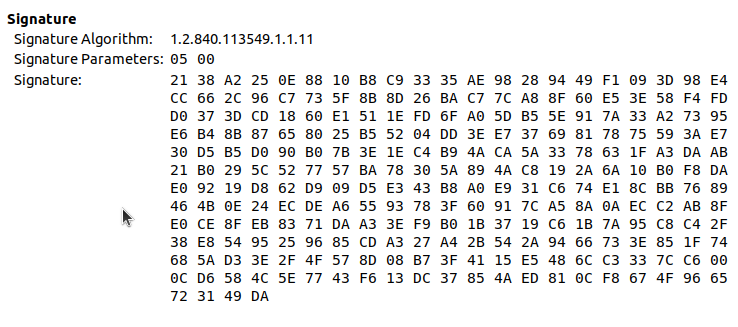 Signature
Signature Algorithm: 1.2.840.113549.1.1.11
Signature Parameters: 05 00
Signature: 21 38 A2 25 0E 88 10 B8 C9 33 35 AE 98 28 94 49 F1 09 3D 98 E4
CC 66 2C 96 C7 73 5F 8B 8D 26 BA C7 7C A8 8F 60 E5 3E 58 F4 FD
D0 37 3D CD 18 60 E1 51 1E FD 6F A0 5D B5 5E 91 7A 33 A2 73 95
E6 B4 8B 87 65 80 25 B5 52 04 DD 3E E7 37 69 81 78 75 59 3A E7
30 D5 B5 D0 90 B0 7B 3E 1E C4 B9 4A CA 5A 33 78 63 1F A3 DA AB
21 B0 29 5C 52 77 57 BA 78 30 5A 89 4A C8 19 2A 6A 10 B0 F8 DA
E0 92 19 D8 62 D9 09 D5 E3 43 B8 A0 E9 31 C6 74 E1 8C BB 76 89
46 4B 0E 24 EC DE A6 55 93 78 3F 60 91 7C A5 8A 0A EC C2 AB 8F
E0 CE 8F EB 83 71 DA A3 3E F9 B0 1B 37 19 C6 1B 7A 95 C8 C4 2F
38 E8 54 95 25 96 85 CD A3 27 A4 2B 54 2A 94 66 73 3E 85 1F 74
68 5A D3 3E 2F 4F 57 8D 08 B7 3F 41 15 E5 48 6C C3 33 7C C6 00
0C D6 58 4C 5E 77 43 F6 13 DC 37 85 4A ED 81 0C F8 67 4F 96 65
72 31 49 DA